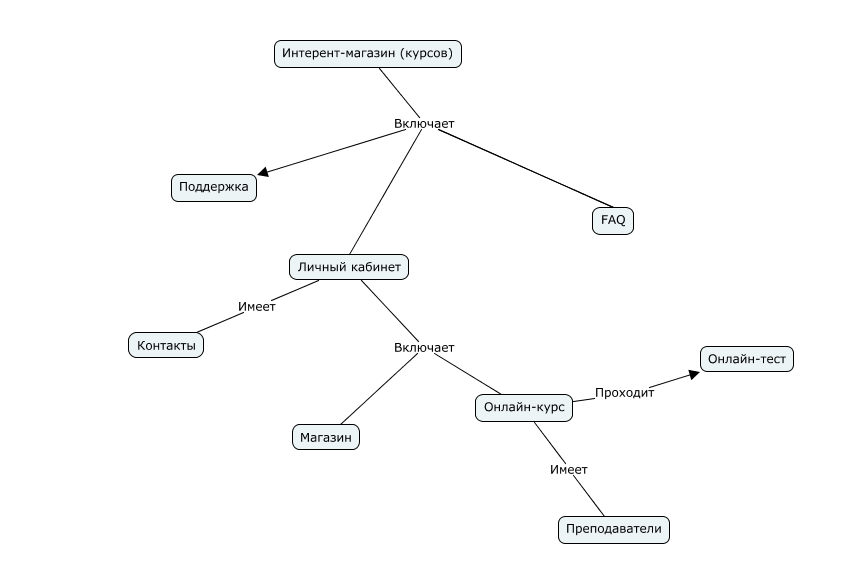 Интерент-магазин (курсов)
Включает
Поддержка
FAQ
Личный кабинет
Имеет
Контакты
Включает
Онлайн-тест
Проходит
Онлайн-курс
Магазин
Имеет
Преподаватели